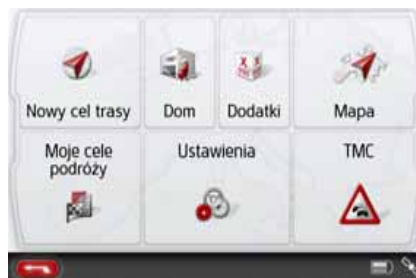 Nowy cel trasy
Dom
Dodatki
Mapa
Moje cele
podróży
Ustawienia
TMC